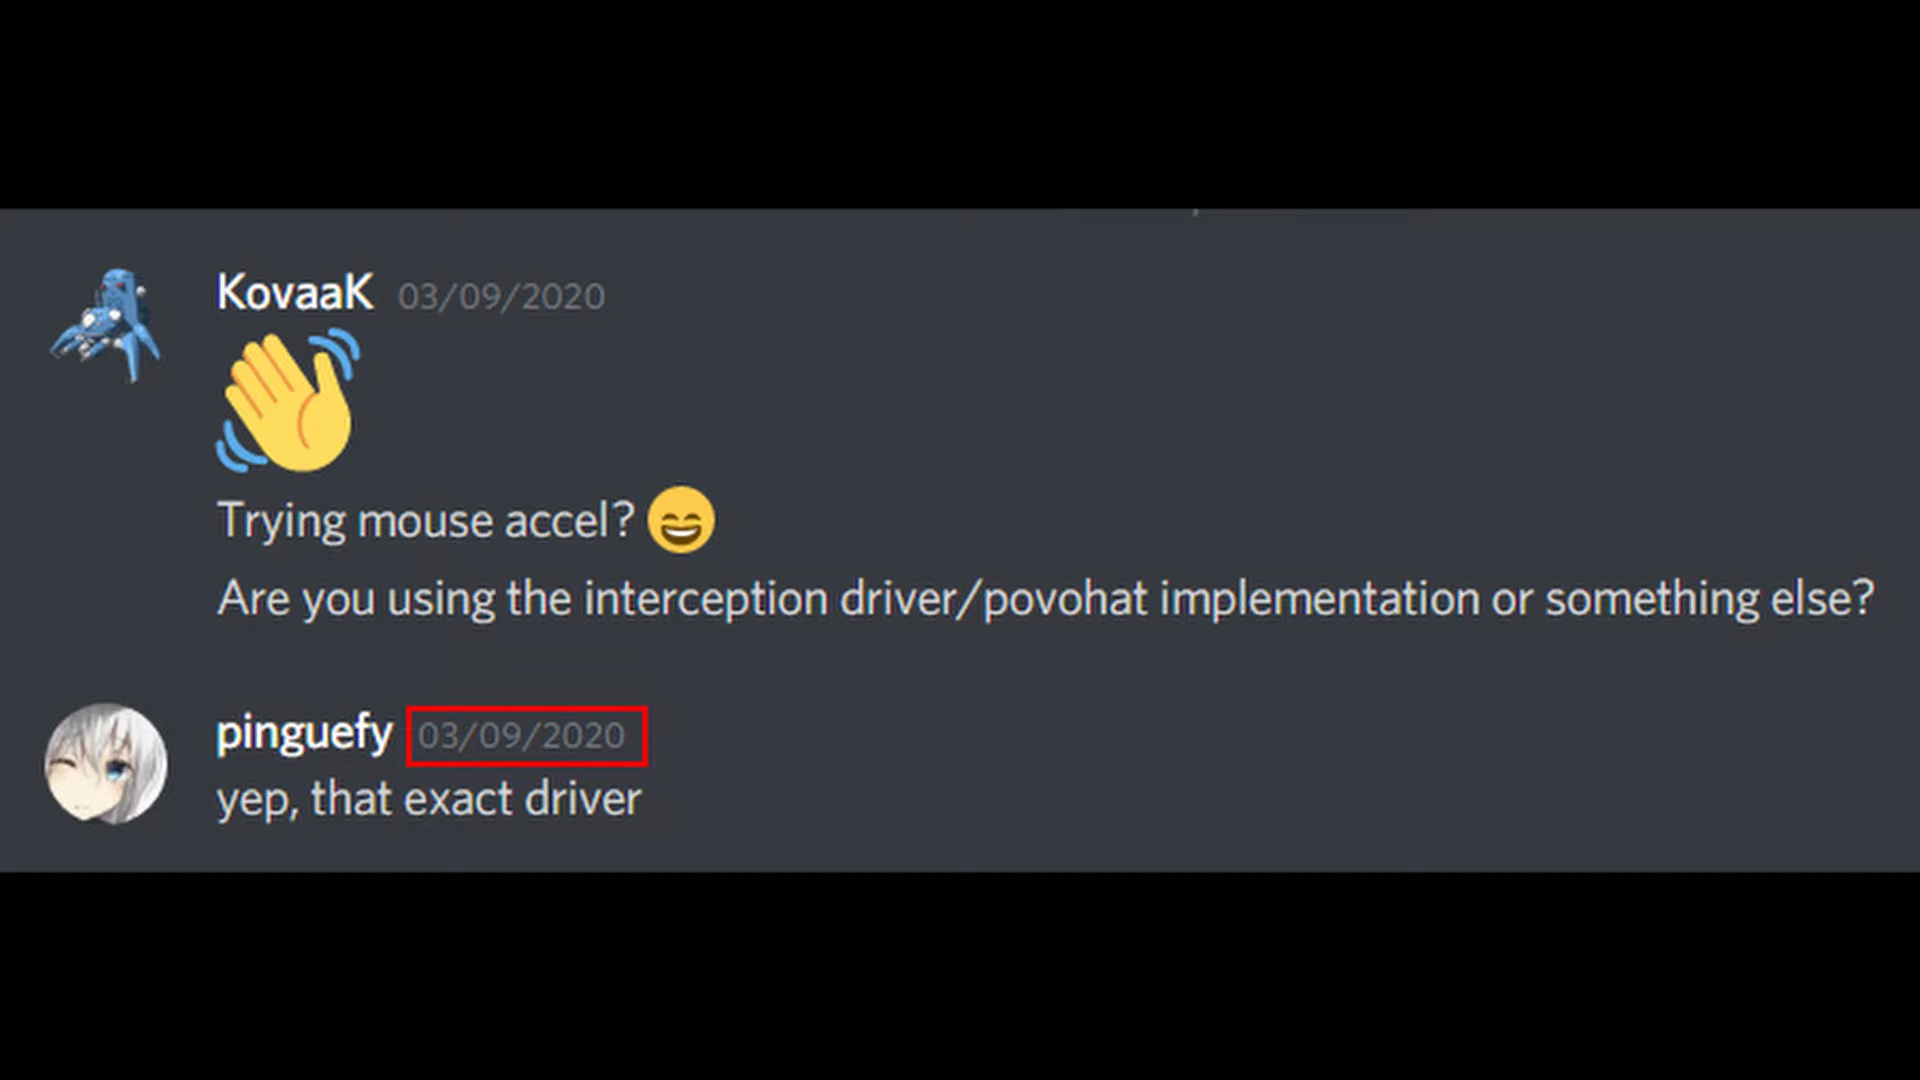 KovaaK 03/09/2020
Trying mouse accel?
Are you using the interception driver/povohat implementation or something else?
pinguefy 03/09/2020
yep, that exact driver